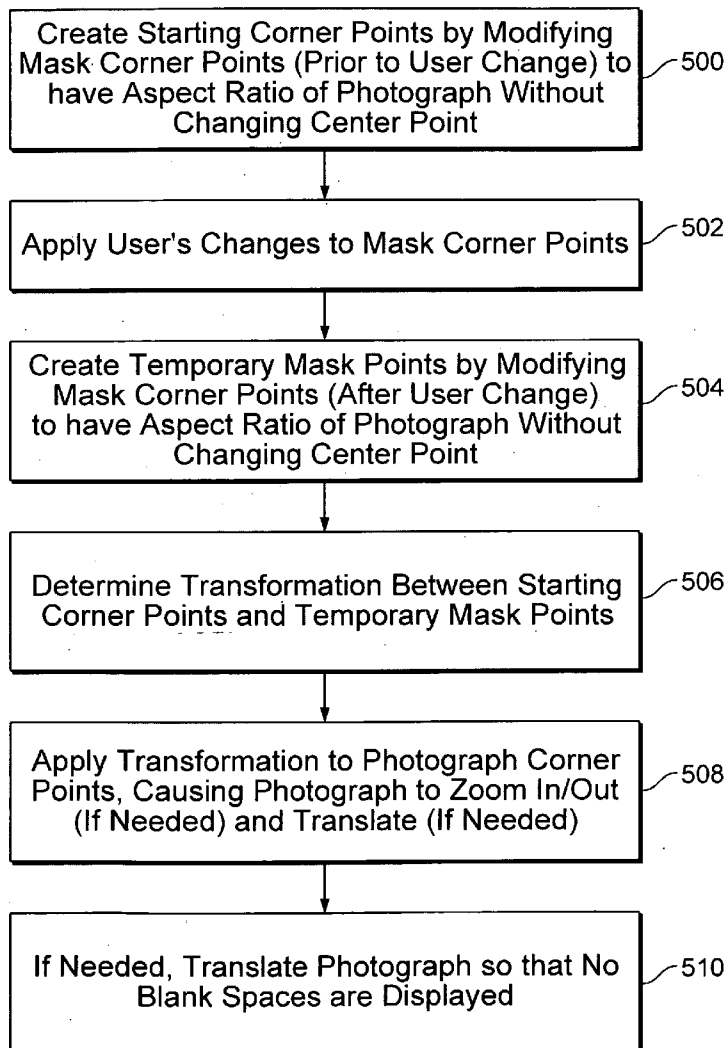 Create Starting Corner Points by Modifying
Mask Corner Points (Prior to User Change) to
have Aspect Ratio of Photograph Without
Changing Center Point
500
Apply User's Changes to Mask Corner Points
502
Create Temporary Mask Points by Modifying
Mask Corner Points (After User Change)
to have Aspect Ratio of Photograph Without
Changing Center Point
504
Determine Transformation Between Starting
Corner Points and Temporary Mask Points
506
Apply Transformation to Photograph Corner
Points, Causing Photograph to Zoom In/Out
(If Needed) and Translate (If Needed)
508
If Needed, Translate Photograph so that No
Blank Spaces are Displayed
510